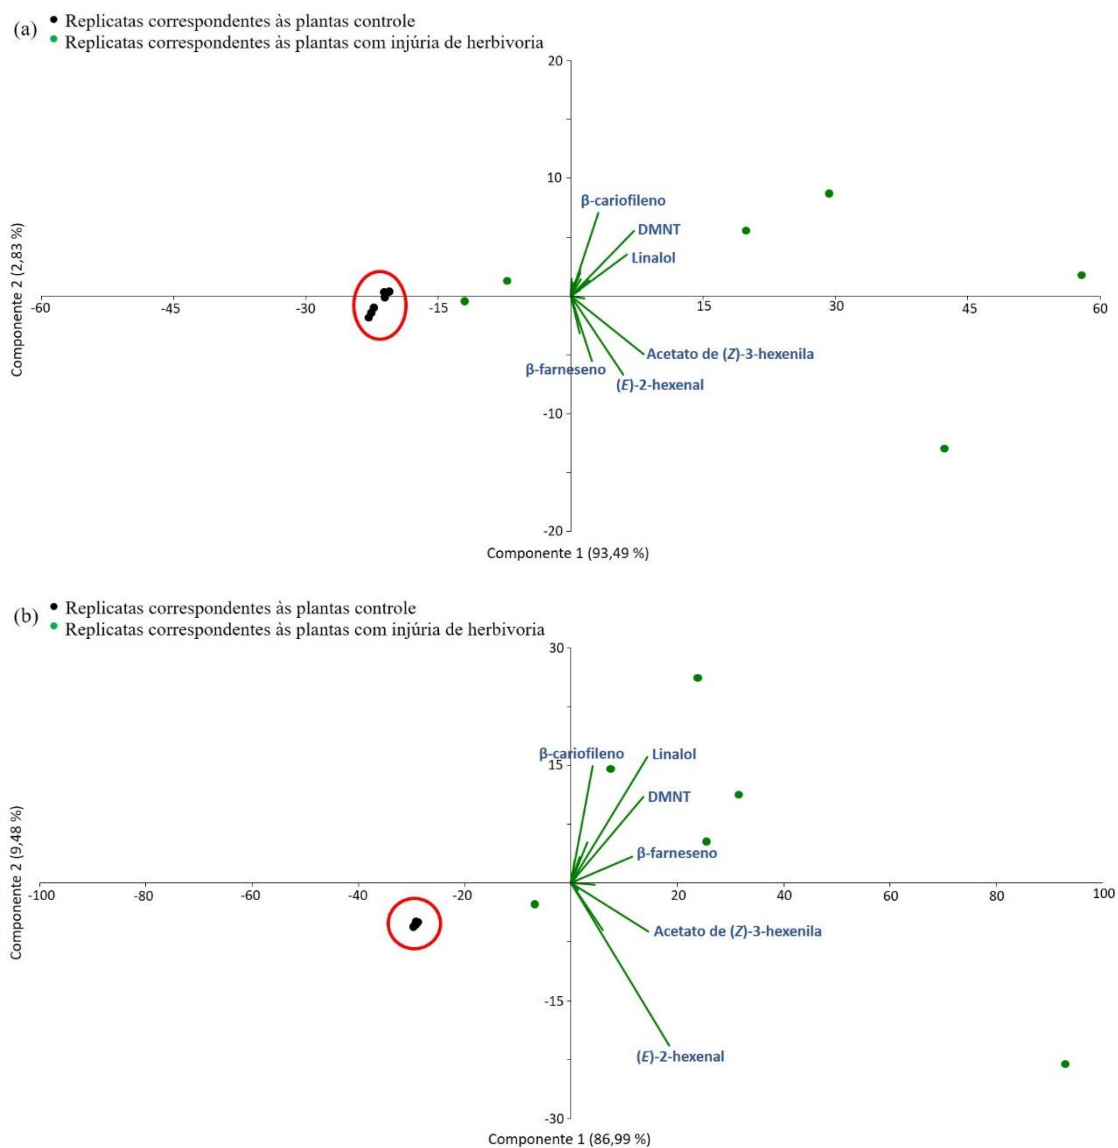 (a) • Replicatas correspondentes às plantas controle
• Replicatas correspondentes às plantas com injúria de herbivoria
20
10
β-cariofileno
DMNT
Linalol
-60
-45
-30
-15
15
30
45
60
Acetato de (Z)-3-hexenila
β-farneseno
(E)-2-hexenal
-10
-20
Componente 2 (2,83 %)
Componente 1 (93,49 %)
(b) • Replicatas correspondentes às plantas controle
• Replicatas correspondentes às plantas com injúria de herbivoria
30
β-cariofileno
Linalol
15
DMNT
β-farneseno
-100
-80
-60
-40
-20
20
40
60
80
100
Acetato de (Z)-3-hexenila
-15
(E)-2-hexenal
-30
Componente 2 (9,48 %)
Componente 1 (86,99 %)